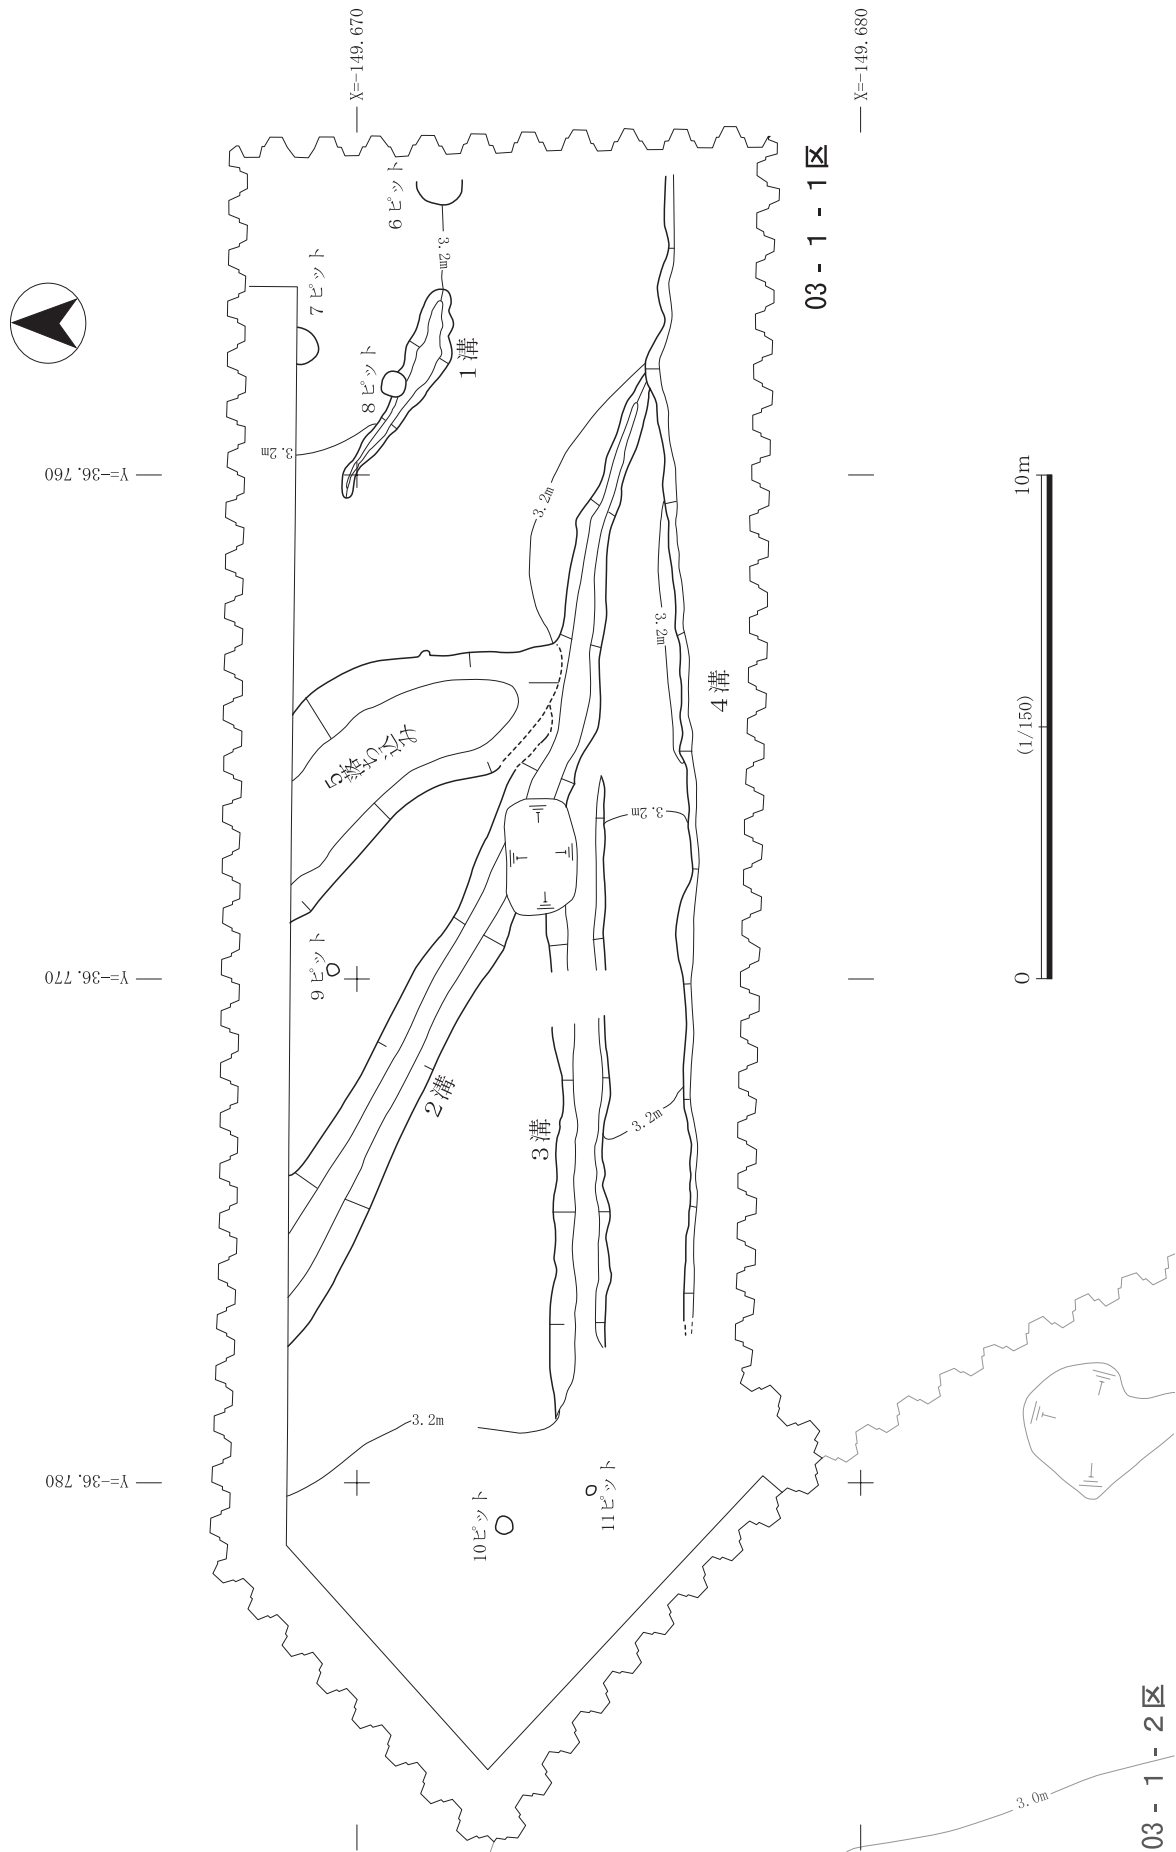 X=-149.670
X=-149.680
03-1-1区
6ピット
3.2m
7ピット
8ピット
1溝
3.2m
Y=-36.760
3.2m
10m
3.2m
4溝
(1/150)
5落ち込み
3.2m
9ピット
Y=-36.770
0
2溝
3溝
3.2m
3.2m
Y=-36.780
10ピット
11ピット
03-1-2区
3.0m